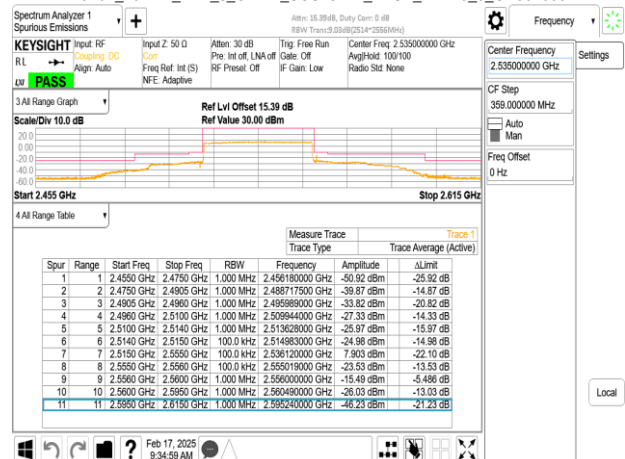 Spectrum Analyzer 1
Spurious Emissions
Atten: 15.39dB, Duty Corr: 0 dB
RBW Trans:9.03dB(2514*2556MHz)
Frequency
KEYSIGHT
RL
PASS
Input: RF
Coupling: DC
Align: Auto
Input Z: 50 Ω
Corr
Freq Ref: Int (S)
NFE: Adaptive
Atten: 30 dB
Pre: Int off, LNA off
RF Presel: Off
Trig: Free Run
Gate: Off
IF Gain: Low
Center Freq: 2.535000000 GHz
Avg|Hold: 100/100
Radio Std: None
Center Frequency
2.535000000 GHz
Settings
CF Step
359.000000 MHz
Auto
Man
Freq Offset
0 Hz
3 All Range Graph
Scale/Div 10.0 dB
Ref Lvl Offset 15.39 dB
Ref Value 30.00 dBm
20.0
0.00
-20.0
-40.0
-60.0
Start 2.455 GHz
Stop 2.615 GHz
4 All Range Table
Measure Trace Trace 1
Trace Type Trace Average (Active)
Spur Range Start Freq Stop Freq RBW Frequency Amplitude ΔLimit
1 1 2.4550 GHz 2.4750 GHz 1.000 MHz 2.456180000 GHz -50.92 dBm -25.92 dB
2 2 2.4750 GHz 2.4905 GHz 1.000 MHz 2.488717500 GHz -39.87 dBm -14.87 dB
3 3 2.4905 GHz 2.4960 GHz 1.000 MHz 2.495989000 GHz -33.82 dBm -20.82 dB
4 4 2.4960 GHz 2.5100 GHz 1.000 MHz 2.509944000 GHz -27.33 dBm -14.33 dB
5 5 2.5100 GHz 2.5140 GHz 1.000 MHz 2.513628000 GHz -25.97 dBm -15.97 dB
6 6 2.5140 GHz 2.5150 GHz 100.0 kHz 2.514983000 GHz -24.98 dBm -14.98 dB
7 7 2.5150 GHz 2.5550 GHz 100.0 kHz 2.536120000 GHz 7.903 dBm -22.10 dB
8 8 2.5550 GHz 2.5560 GHz 100.0 kHz 2.555019000 GHz -23.53 dBm -13.53 dB
9 9 2.5560 GHz 2.5600 GHz 1.000 MHz 2.556000000 GHz -15.49 dBm -5.486 dB
10 10 2.5600 GHz 2.5950 GHz 1.000 MHz 2.560490000 GHz -26.03 dBm -13.03 dB
11 11 2.5950 GHz 2.6150 GHz 1.000 MHz 2.595240000 GHz -46.23 dBm -21.23 dB
Local
Feb 17, 2025
9:34:59 AM